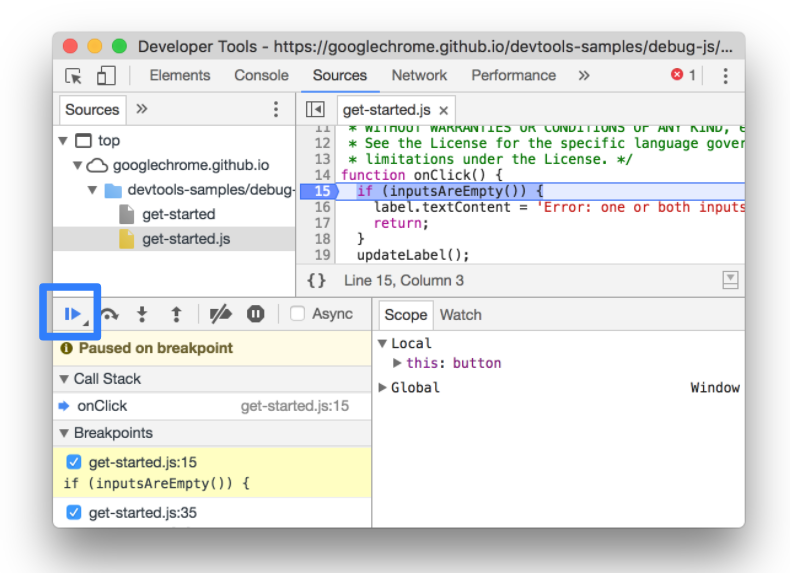 Developer Tools - https://googlechrome.github.io/devtools-samples/debug-js/...
Elements Console Sources Network Performance » 1
Sources »
get-started.js ×
top
googlechrome.github.io
devtools-samples/debug-
get-started
get-started.js
11 * WITHOUT WARRANTIES OR CONDITIONS OF ANY KIND, e
12 * See the License for the specific language gover
13 * limitations under the License. */
14 function onClick() {
15 if (inputsAreEmpty()) {
16 label.textContent = 'Error: one or both inputs
17 return;
18 }
19 updateLabel();
{} Line 15, Column 3
Async
Paused on breakpoint
Call Stack
onClick get-started.js:15
Breakpoints
get-started.js:15
if (inputsAreEmpty()) {
get-started.js:35
Scope Watch
Local
this: button
Global Window